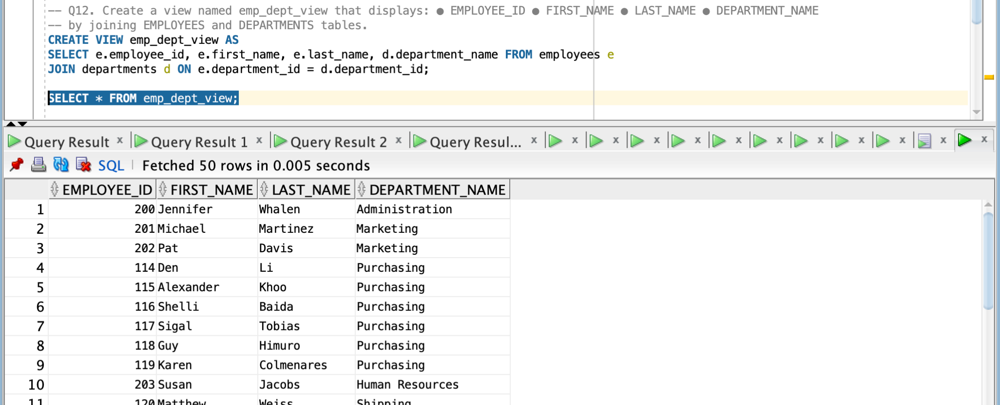 -- Q12. Create a view named emp_dept_view that displays: ● EMPLOYEE_ID ● FIRST_NAME ● LAST_NAME ● DEPARTMENT_NAME
-- by joining EMPLOYEES and DEPARTMENTS tables.
CREATE VIEW emp_dept_view AS
SELECT e.employee_id, e.first_name, e.last_name, d.department_name FROM employees e
JOIN departments d ON e.department_id = d.department_id;
SELECT * FROM emp_dept_view;
Query Result x Query Result 1 x Query Result 2 x Query Resul... x x x x x x x x x x x x
SQL Fetched 50 rows in 0.005 seconds
EMPLOYEE_ID FIRST_NAME LAST_NAME DEPARTMENT_NAME
1 200 Jennifer Whalen Administration
2 201 Michael Martinez Marketing
3 202 Pat Davis Marketing
4 114 Den Li Purchasing
5 115 Alexander Khoo Purchasing
6 116 Shelli Baida Purchasing
7 117 Sigal Tobias Purchasing
8 118 Guy Himuro Purchasing
9 119 Karen Colmenares Purchasing
10 203 Susan Jacobs Human Resources
11 120 Matthew Weiss Shipping